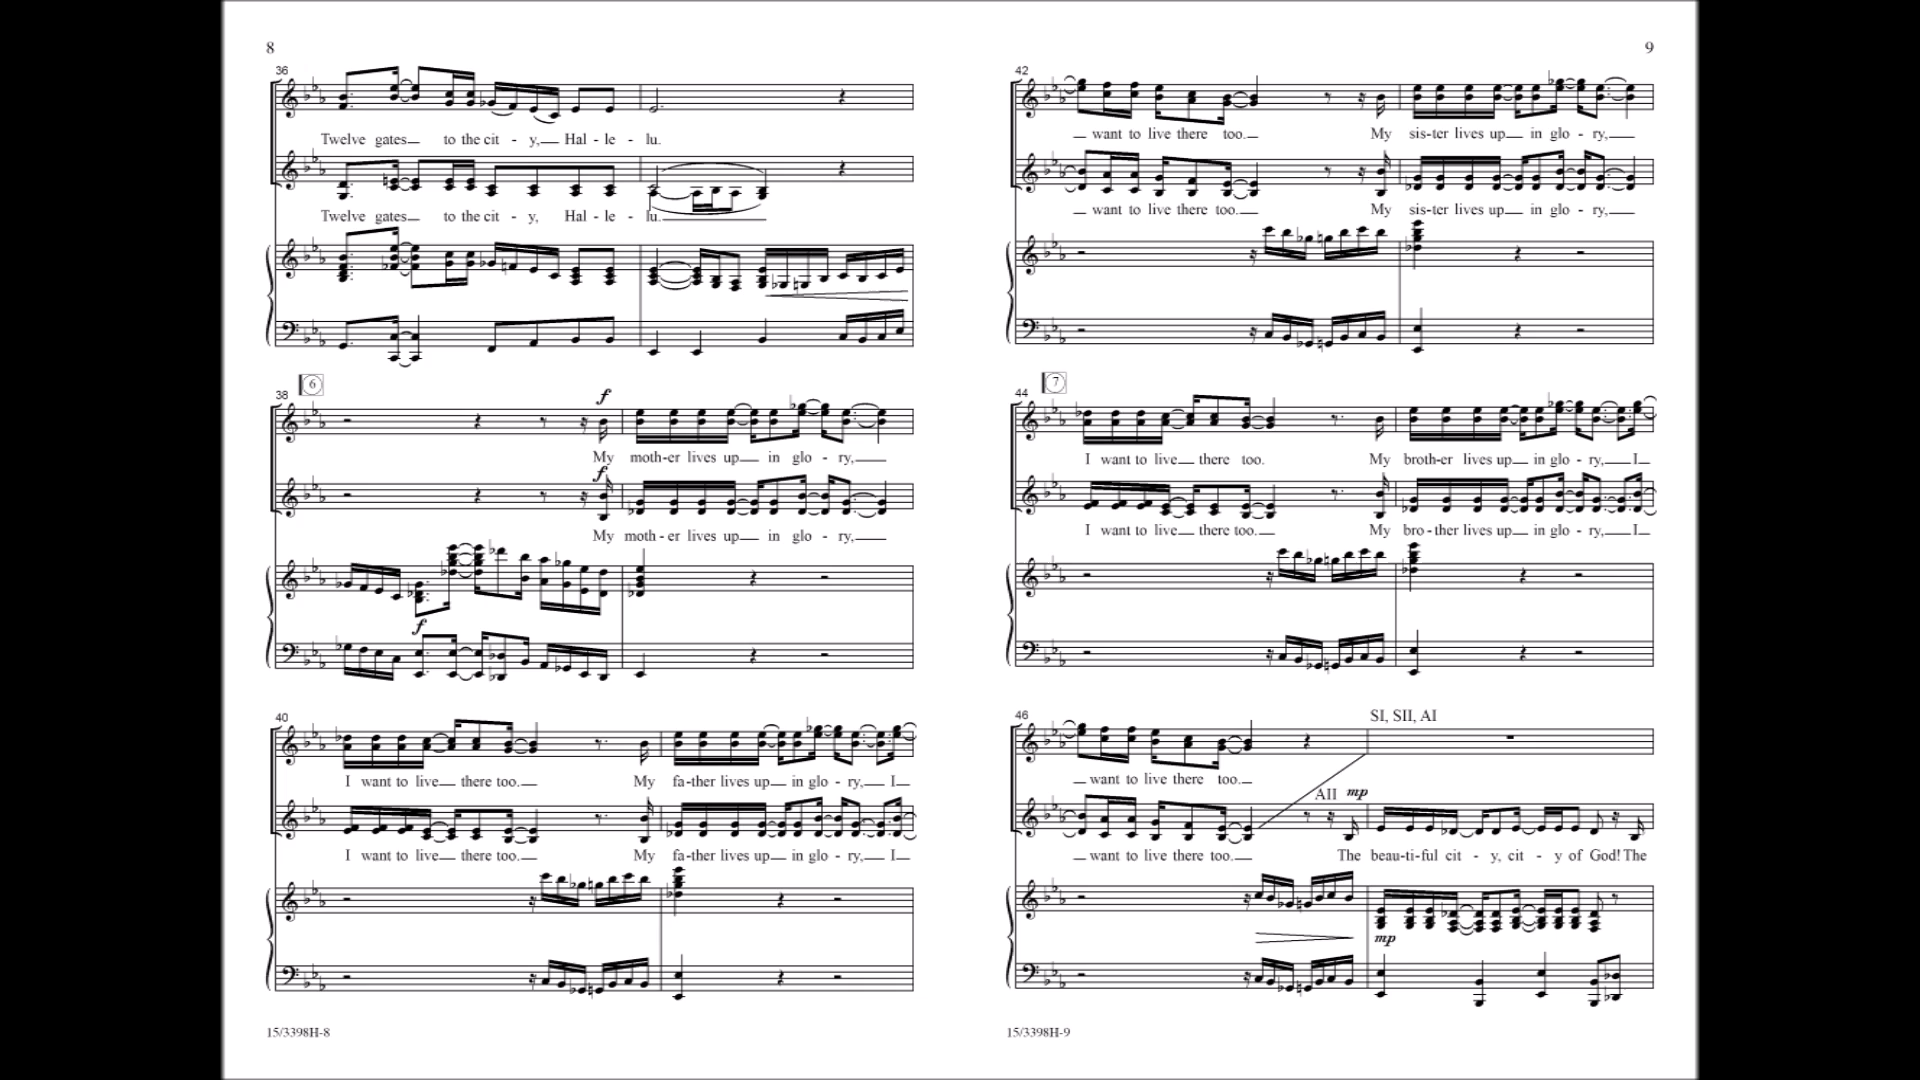 8
36
Twelve gates to the cit - y, Hal - le - lu.
Twelve gates to the cit - y, Hal - le - lu.
6
38
f
My moth-er lives up in glo - ry,
f
My moth - er lives up in glo - ry,
f
40
I want to live there too. My fa-ther lives up in glo - ry, I
I want to live there too. My fa-ther lives up in glo - ry, I
15/3398H-8
9
42
want to live there too. My sis-ter lives up in glo - ry,
want to live there too. My sis-ter lives up in glo - ry,
7
44
I want to live there too. My broth-er lives up in glo - ry, I
I want to live there too. My bro - ther lives up in glo - ry, I
46
SI, SII, AI
want to live there too.
AII mp
want to live there too. The beau-ti-ful cit - y, cit - y of God! The
mp
15/3398H-9